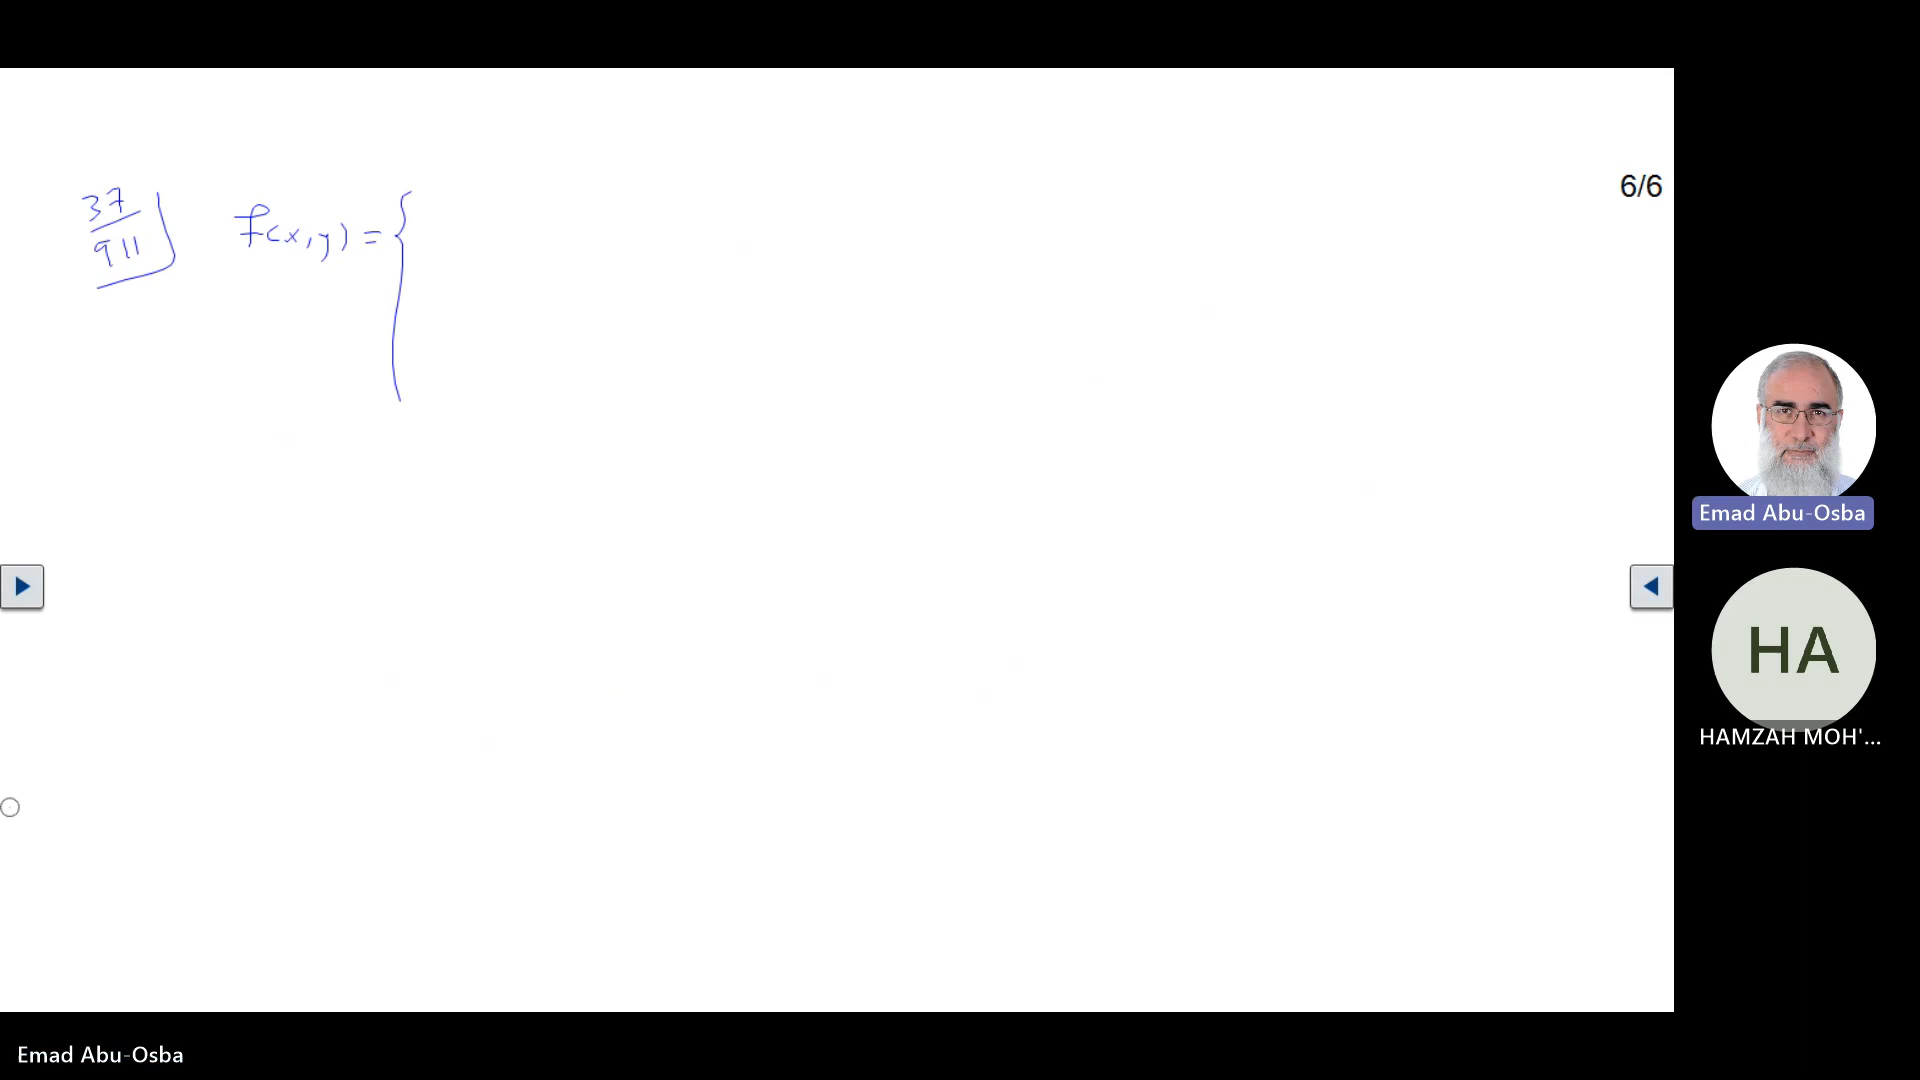 6/6
37/911 f(x,y) = {
Emad Abu-Osba
HA
HAMZAH MOH'...
Emad Abu-Osba